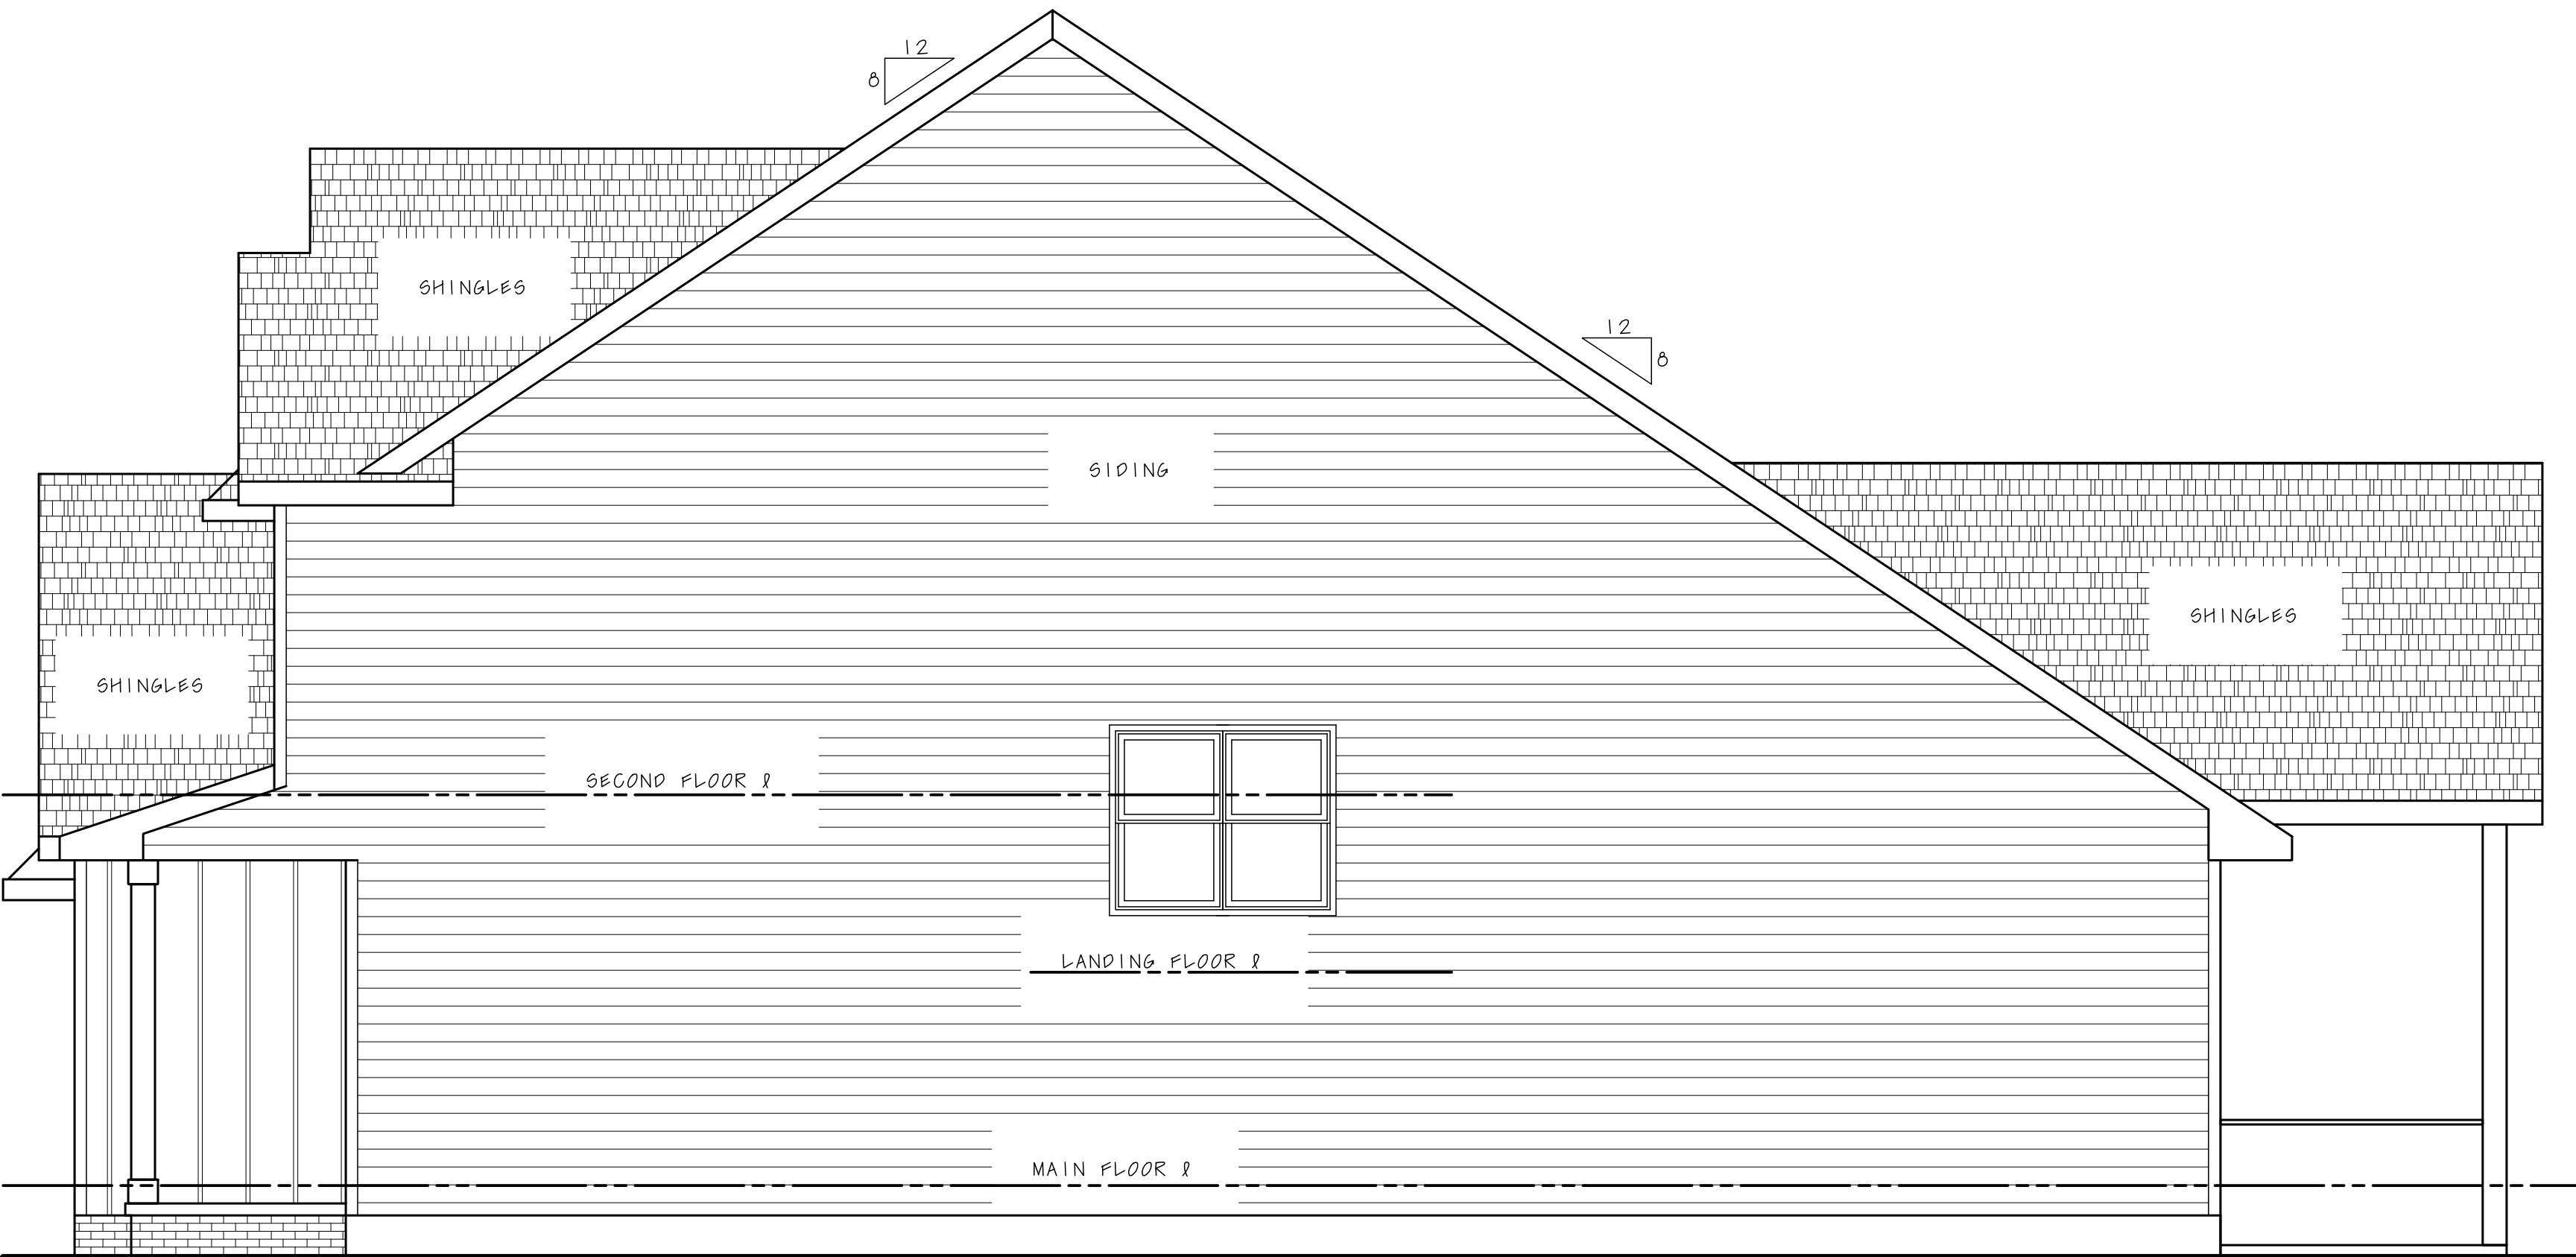 12
8
SHINGLES
12
8
SIDING
SHINGLES
SHINGLES
SECOND FLOOR ℓ
LANDING FLOOR ℓ
MAIN FLOOR ℓ